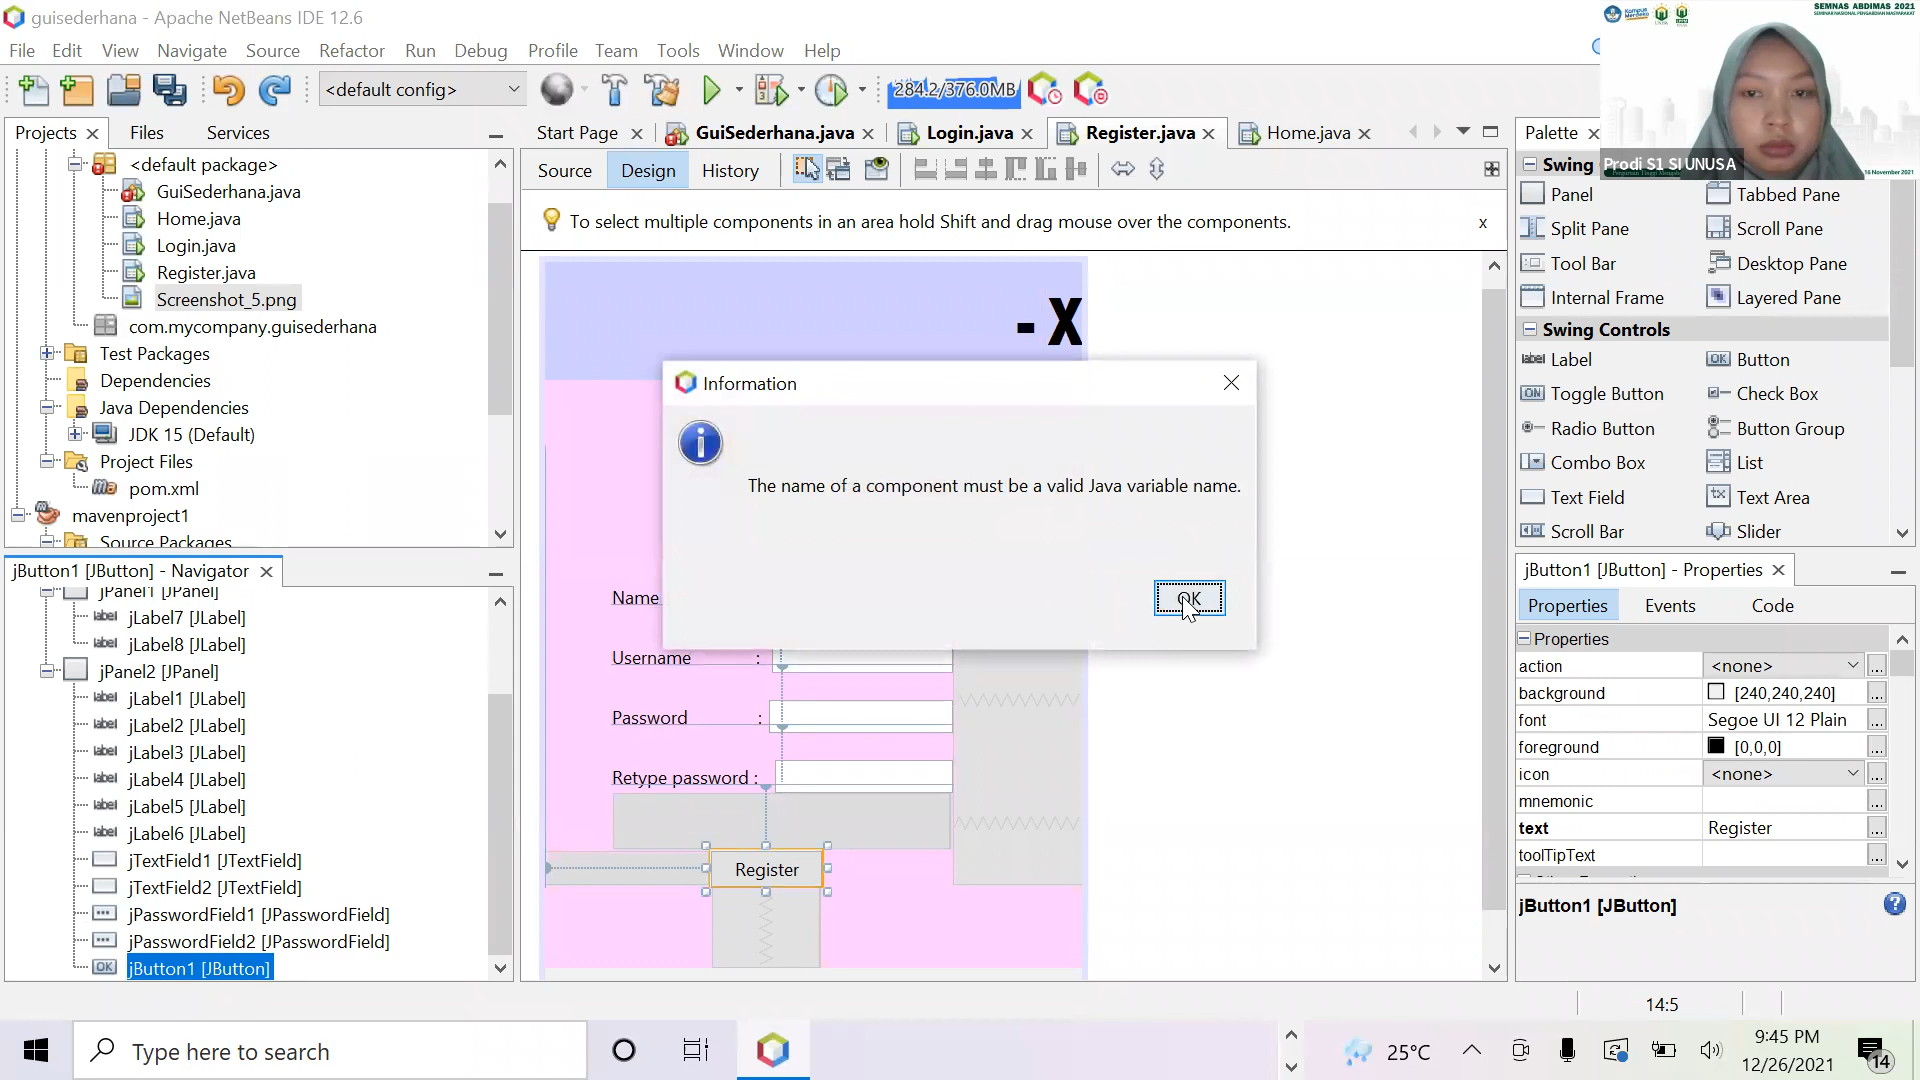 guisederhana - Apache NetBeans IDE 12.6
SEMNAS ABDIMAS 2021
File Edit View Navigate Source Refactor Run Debug Profile Team Tools Window Help
<default config>
284.2/376.0MB
Projects Files Services
Start Page GuiSederhana.java Login.java Register.java Home.java
Palette
Source Design History
Swing
Prodi S1 SI UNUSA
16 November 2021
To select multiple components in an area hold Shift and drag mouse over the components.
x
<default package>
GuiSederhana.java
Home.java
Login.java
Register.java
Screenshot_5.png
com.mycompany.guisederhana
Test Packages
Dependencies
Java Dependencies
JDK 15 (Default)
Project Files
pom.xml
mavenproject1
Source Packages
- X
Information
The name of a component must be a valid Java variable name.
OK
Name
Username :
Password :
Retype password :
Register
Panel Tabbed Pane
Split Pane Scroll Pane
Tool Bar Desktop Pane
Internal Frame Layered Pane
Swing Controls
Label Button
Toggle Button Check Box
Radio Button Button Group
Combo Box List
Text Field Text Area
Scroll Bar Slider
jButton1 [JButton] - Navigator
jPanel1 [JPanel]
jLabel7 [JLabel]
jLabel8 [JLabel]
jPanel2 [JPanel]
jLabel1 [JLabel]
jLabel2 [JLabel]
jLabel3 [JLabel]
jLabel4 [JLabel]
jLabel5 [JLabel]
jLabel6 [JLabel]
jTextField1 [JTextField]
jTextField2 [JTextField]
jPasswordField1 [JPasswordField]
jPasswordField2 [JPasswordField]
jButton1 [JButton]
jButton1 [JButton] - Properties
Properties Events Code
Properties
action <none> ...
background [240,240,240] ...
font Segoe UI 12 Plain ...
foreground [0,0,0] ...
icon <none> ...
mnemonic ...
text Register ...
toolTipText ...
jButton1 [JButton]
14:5
Type here to search
25°C
9:45 PM
12/26/2021
14